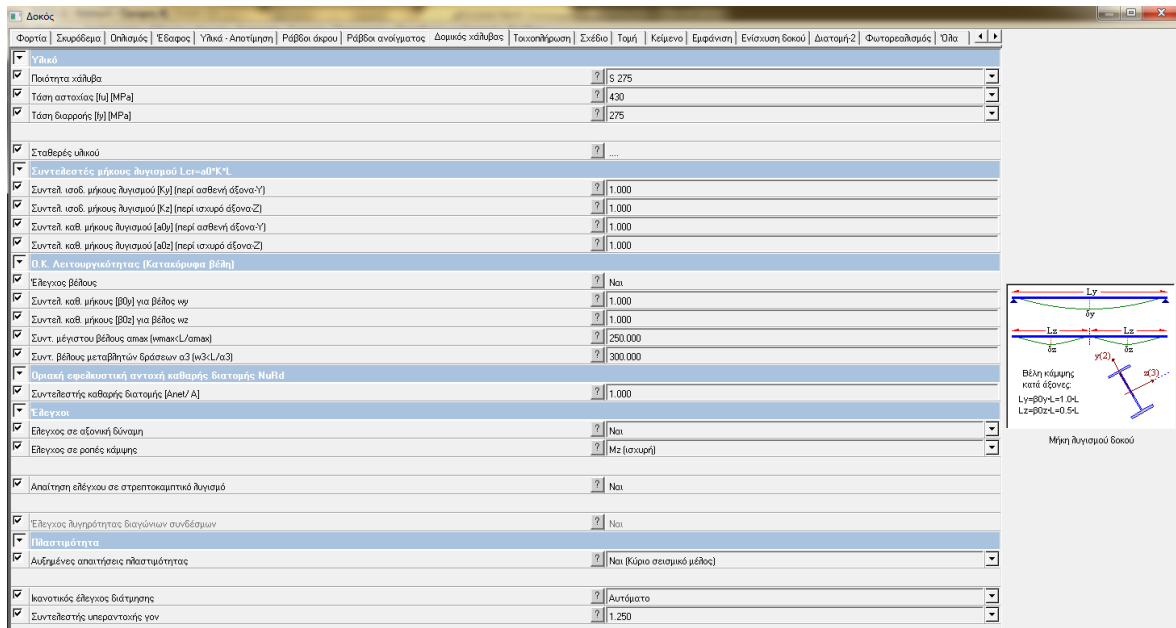 Δοκός
Φορτία Σκυρόδεμα Οπλισμός Έδαφος Υλικά - Αποτίμηση Ράβδοι άκρου Ράβδοι ανοίγματος Δομικός χάλυβας Τοιχοπλήρωση Σχέδιο Τομή Κείμενο Εμφάνιση Ενίσχυση δοκού Διατομή-2 Φωτορεαλισμός Όλα
Υλικό
Ποιότητα χάλυβα ? S 275
Τάση αστοχίας [fu] [MPa] ? 430
Τάση διαρροής [fy] [MPa] ? 275
Σταθερές υλικού ? ....
Συντελεστές μήκους λυγισμού Lcr=a0*K*L
Συντελ. ισοδ. μήκους λυγισμού [Ky] (περί ασθενή άξονα-Y) ? 1.000
Συντελ. ισοδ. μήκους λυγισμού [Kz] (περί ισχυρό άξονα-Z) ? 1.000
Συντελ. καθ. μήκους λυγισμού [a0y] (περί ασθενή άξονα-Y) ? 1.000
Συντελ. καθ. μήκους λυγισμού [a0z] (περί ισχυρό άξονα-Z) ? 1.000
Ο.Κ. Λειτουργικότητας (Κατακόρυφα βέλη)
Έλεγχος βέλους ? Ναι
Συντελ. καθ. μήκους [β0y] για βέλος wy ? 1.000
Συντελ. καθ. μήκους [β0z] για βέλος wz ? 1.000
Συντ. μέγιστου βέλους αmax (wmax<L/αmax) ? 250.000
Συντ. βέλους μεταβλητών δράσεων α3 (w3<L/α3) ? 300.000
Οριακή εφελκυστική αντοχή καθαρής διατομής NuRd
Συντελεστής καθαρής διατομής [Anet/ A] ? 1.000
Έλεγχοι
Ελεγχος σε αξονική δύναμη ? Ναι
Ελεγχος σε ροπές κάμψης ? Mz (ισχυρή)
Απαίτηση ελέγχου σε στρεπτοκαμπτικό λυγισμό ? Ναι
Έλεγχος λυγηρότητας διαγώνιων συνδέσμων ? Ναι
Πλαστιμότητα
Αυξημένες απαιτήσεις πλαστιμότητας ? Ναι (Κύριο σεισμικό μέλος)
Ικανοτικός έλεγχος διάτμησης ? Αυτόματο
Συντελεστής υπεραντοχής γον ? 1.250
Ly
δy
Lz Lz
δz δz
y(2)
z(3)
Βέλη κάμψης
κατά άξονες:
Ly=β0y·L=1.0·L
Lz=β0z·L=0.5·L
Μήκη λυγισμού δοκού